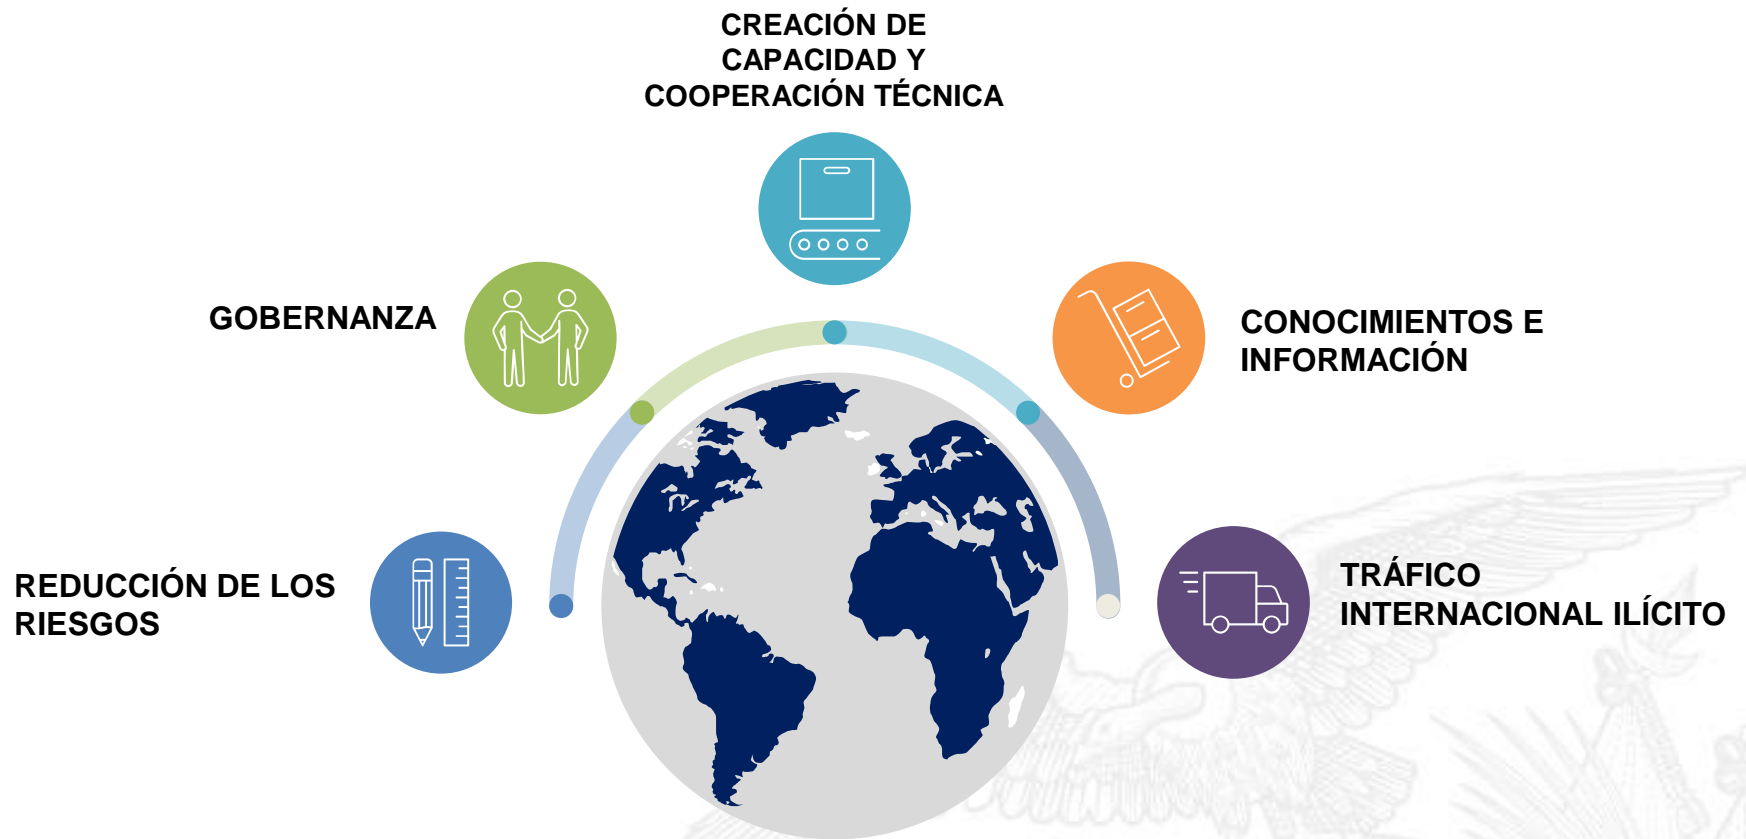 CREACIÓN DE
CAPACIDAD Y
COOPERACIÓN TÉCNICA
GOBERNANZA
CONOCIMIENTOS E
INFORMACIÓN
REDUCCIÓN DE LOS
RIESGOS
TRÁFICO
INTERNACIONAL ILÍCITO